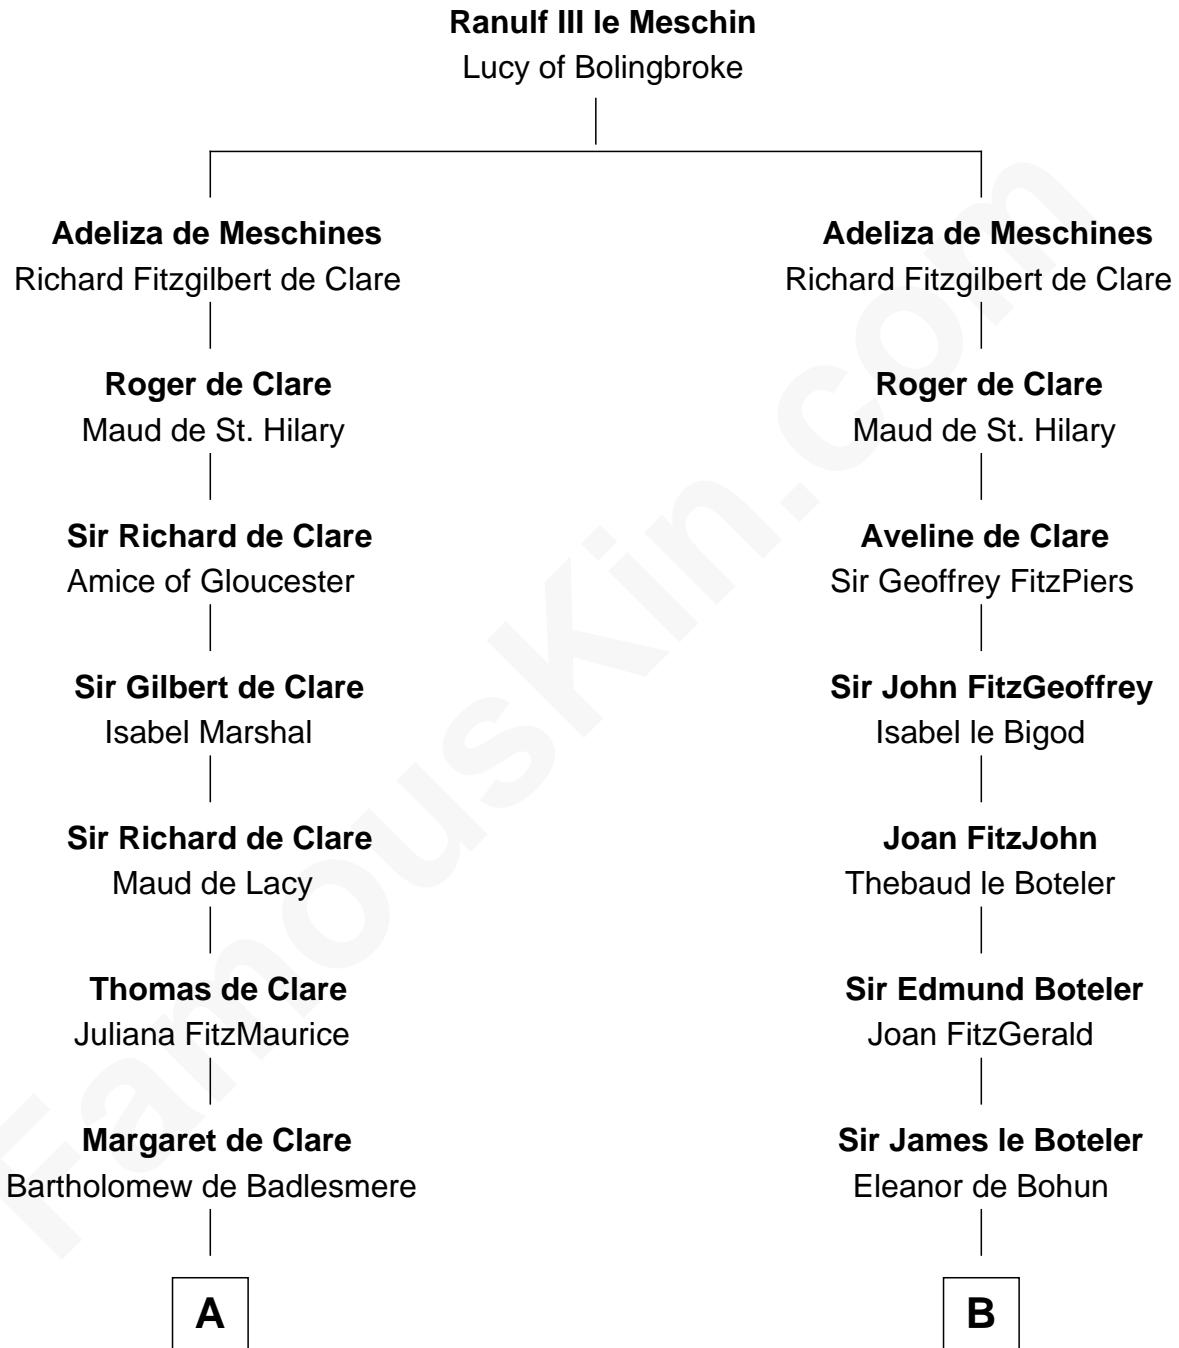 Ranulf III le Meschin
Lucy of Bolingbroke
Adeliza de Meschines
Richard Fitzgilbert de Clare
Roger de Clare
Maud de St. Hilary
Sir Richard de Clare
Amice of Gloucester
Sir Gilbert de Clare
Isabel Marshal
Sir Richard de Clare
Maud de Lacy
Thomas de Clare
Juliana FitzMaurice
Margaret de Clare
Bartholomew de Badlesmere
A
Adeliza de Meschines
Richard Fitzgilbert de Clare
Roger de Clare
Maud de St. Hilary
Aveline de Clare
Sir Geoffrey FitzPiers
Sir John FitzGeoffrey
Isabel le Bigod
Joan FitzJohn
Thebaud le Boteler
Sir Edmund Boteler
Joan FitzGerald
Sir James le Boteler
Eleanor de Bohun
B
FamousKin.com